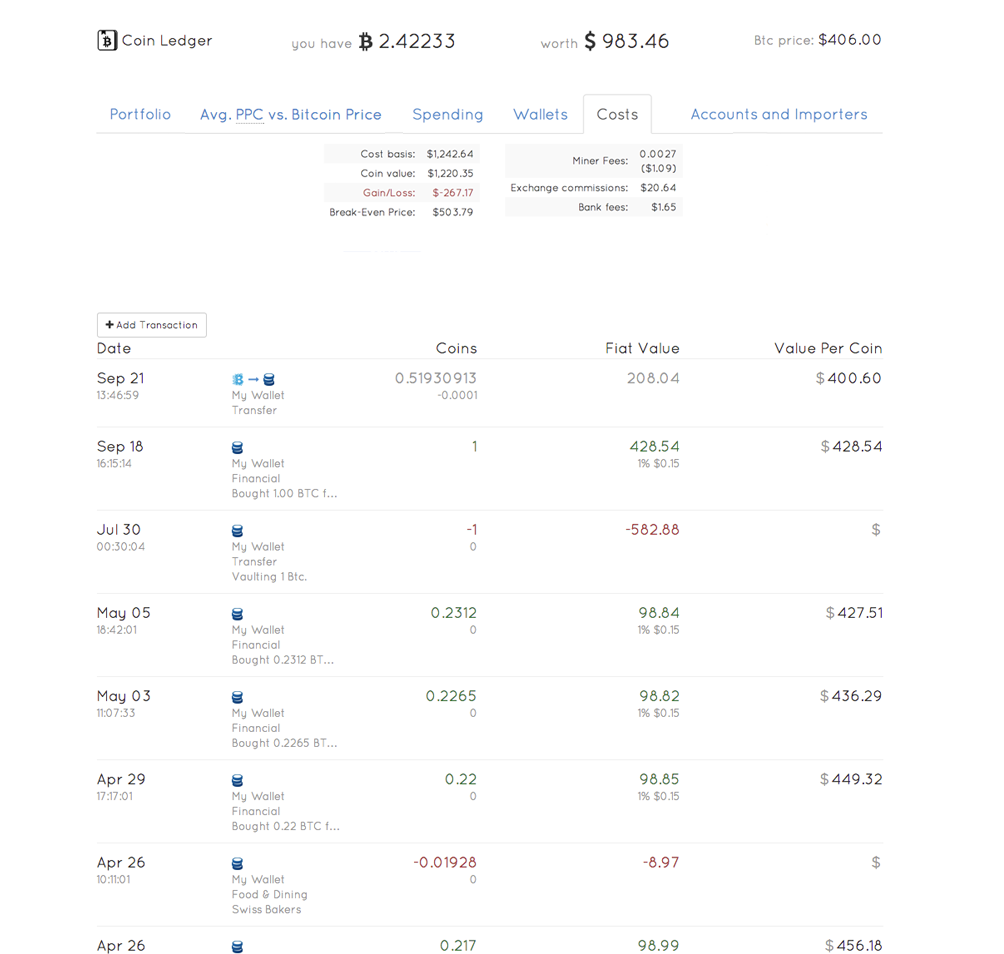 Coin Ledger you have 2.42233 worth $ 983.46 Btc price: $406.00
Portfolio Avg. PPC vs. Bitcoin Price Spending Wallets Costs Accounts and Importers
Cost basis: $1,242.64
Coin value: $1,220.35
Gain/Loss: $-267.17
Break-Even Price: $503.79
Miner Fees: 0.0027
($1.09)
Exchange commissions: $20.64
Bank fees: $1.65
+ Add Transaction
Date Coins Fiat Value Value Per Coin
Sep 21 0.51930913 208.04 $ 400.60
13:46:59 My Wallet -0.0001
Transfer
Sep 18 1 428.54 $ 428.54
16:15:14 My Wallet 1% $0.15
Financial
Bought 1.00 BTC f...
Jul 30 -1 -582.88 $
00:30:04 My Wallet 0
Transfer
Vaulting 1 Btc.
May 05 0.2312 98.84 $ 427.51
18:42:01 My Wallet 0 1% $0.15
Financial
Bought 0.2312 BT...
May 03 0.2265 98.82 $ 436.29
11:07:33 My Wallet 0 1% $0.15
Financial
Bought 0.2265 BT...
Apr 29 0.22 98.85 $ 449.32
17:17:01 My Wallet 0 1% $0.15
Financial
Bought 0.22 BTC f...
Apr 26 -0.01928 -8.97 $
10:11:01 My Wallet 0
Food & Dining
Swiss Bakers
Apr 26 0.217 98.99 $ 456.18